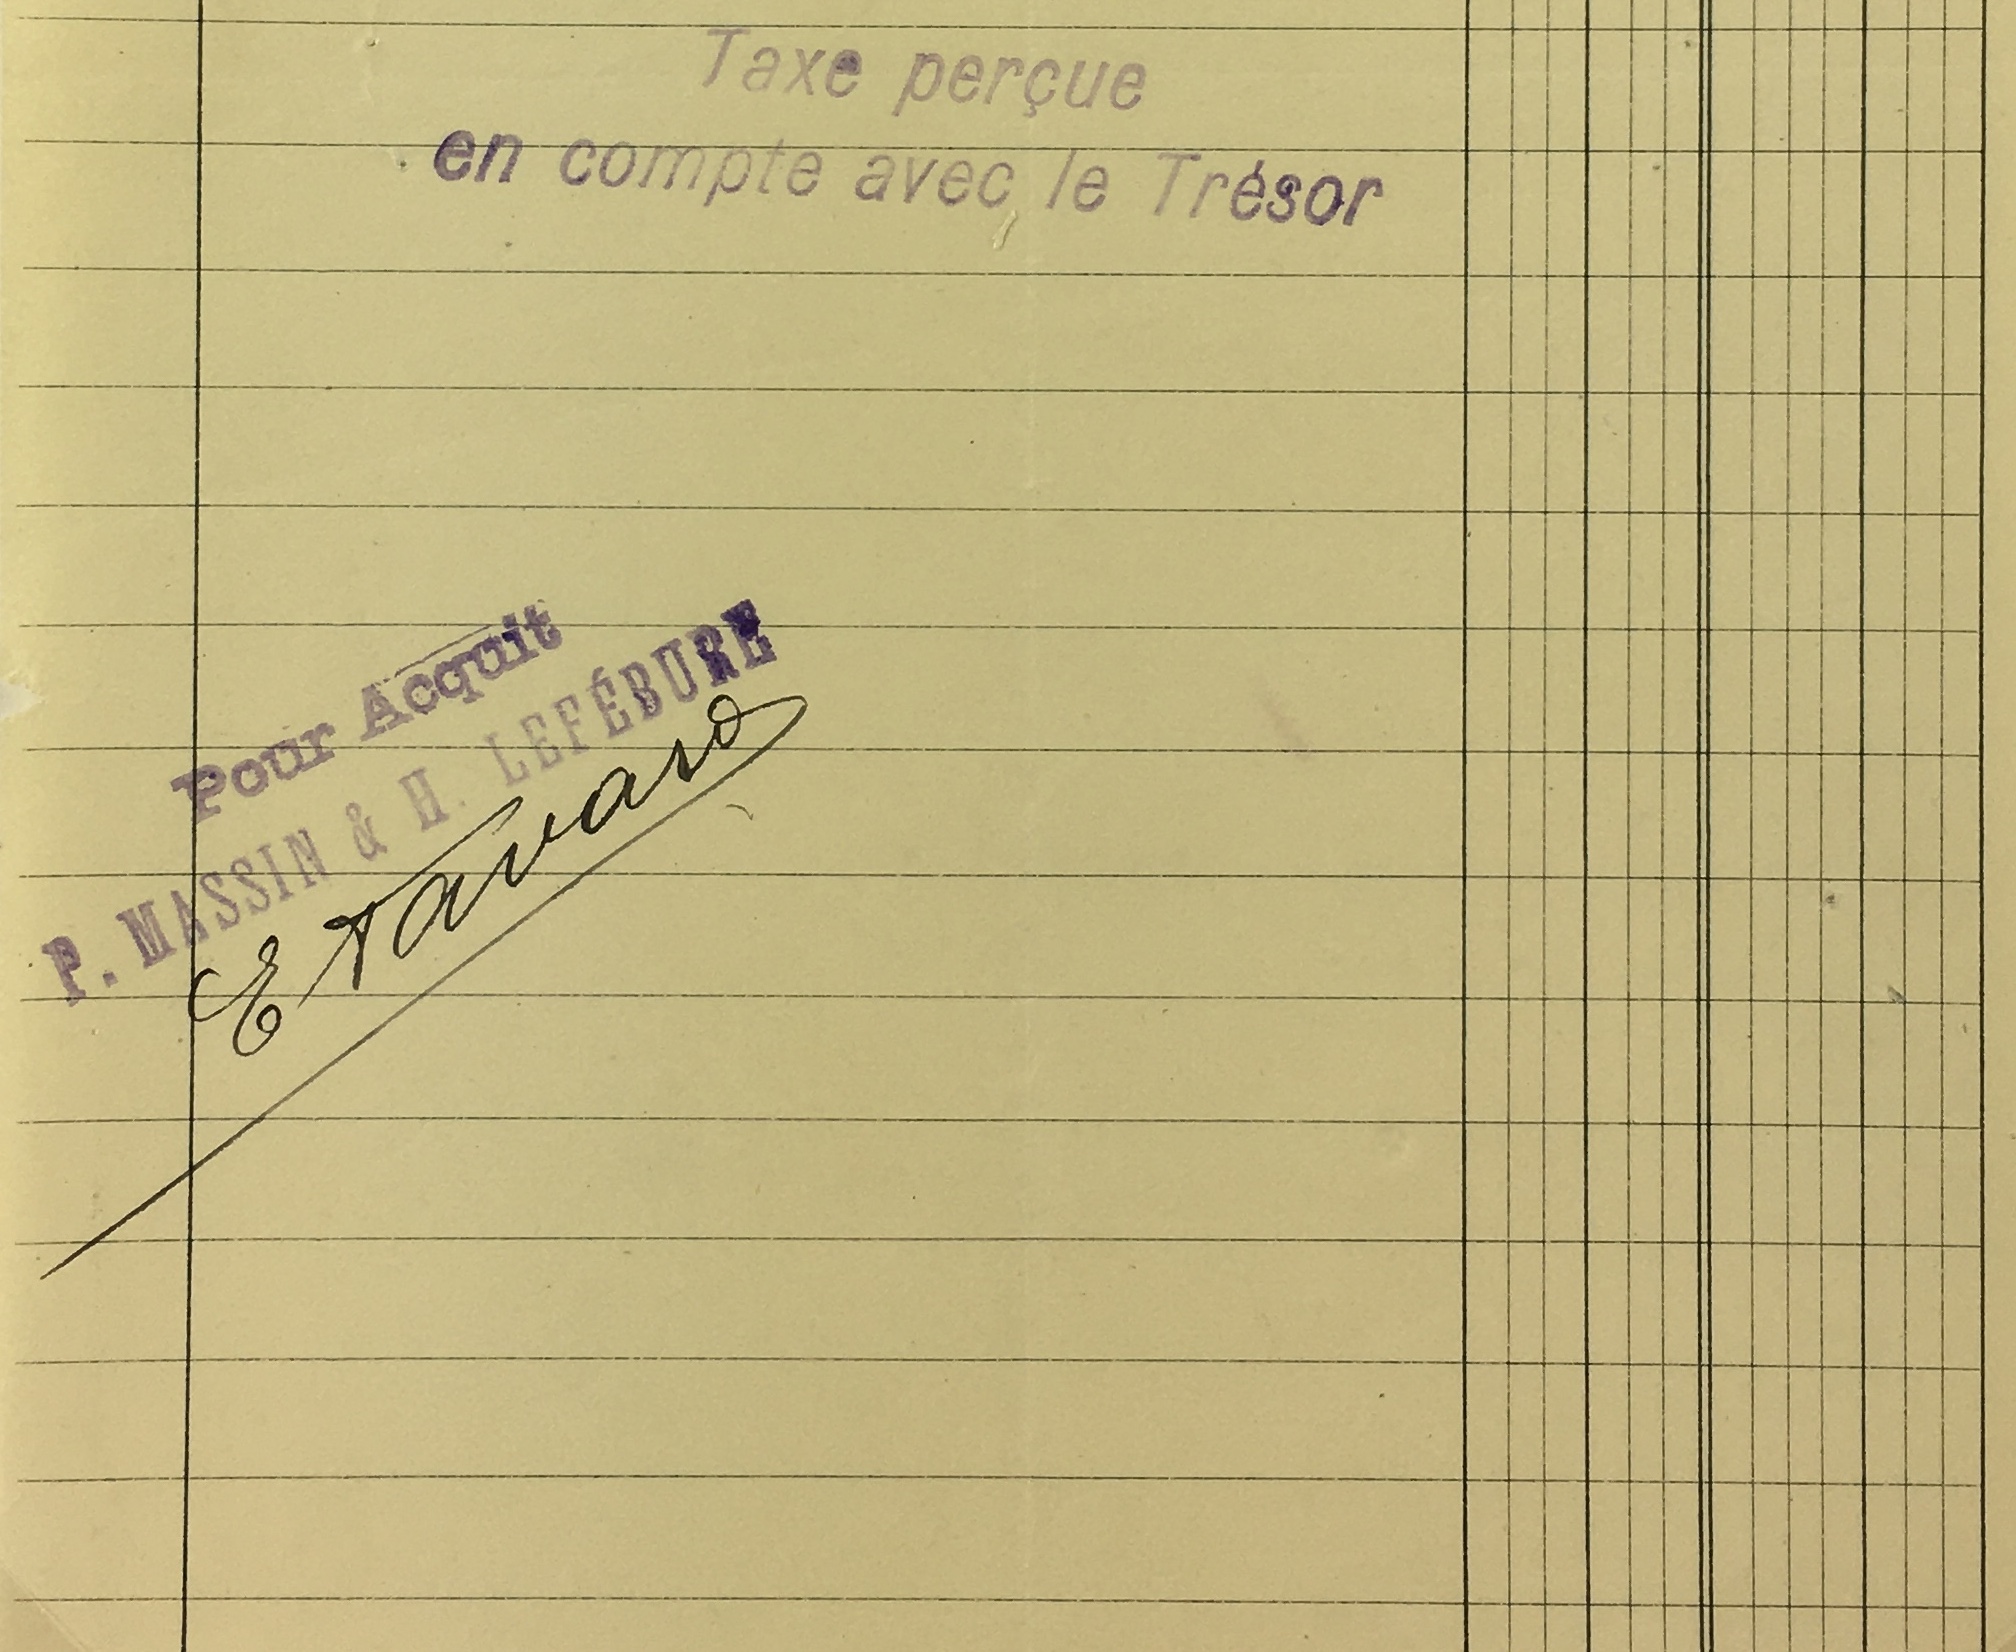 Taxe perçue
en compte avec le Trésor
Pour Acquit
P. MASSIN & H. LEFÉBURE
E